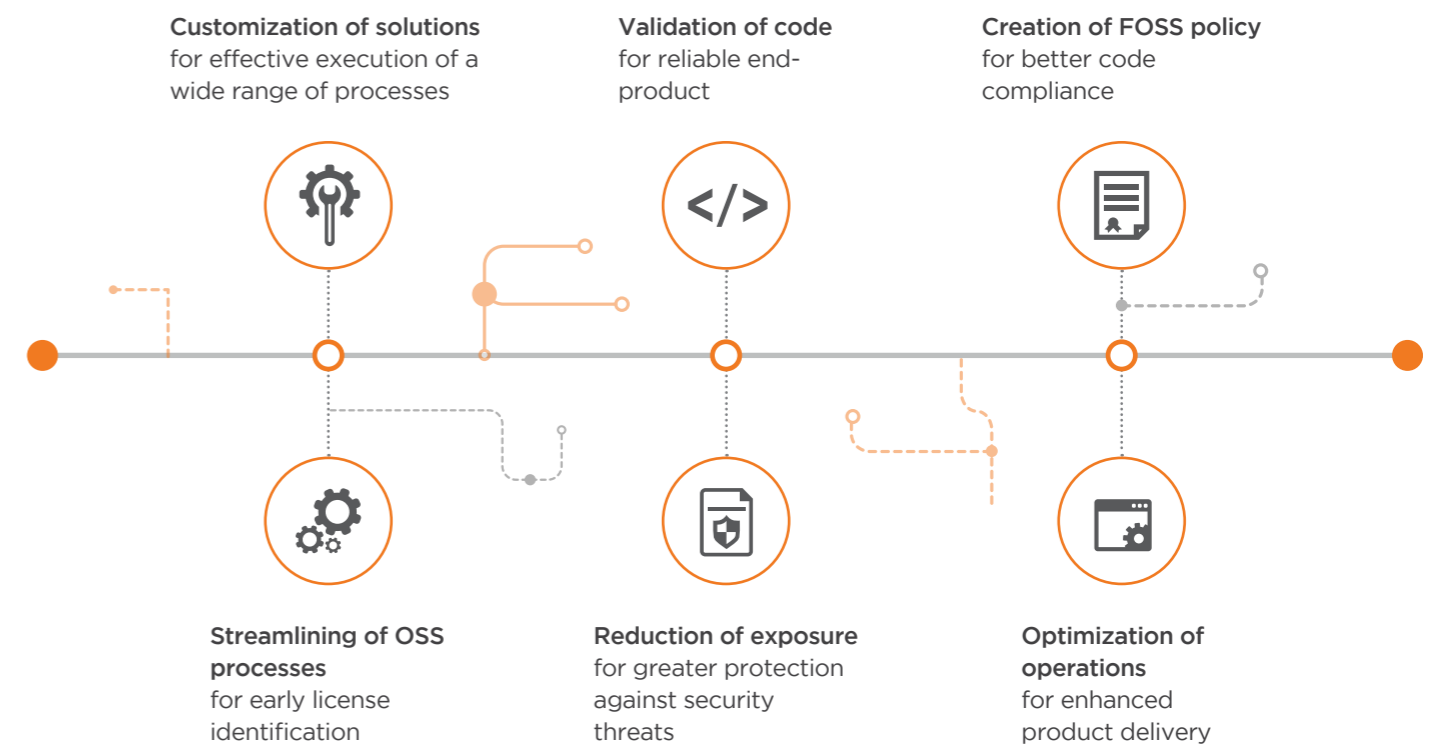 Customization of solutions
for effective execution of a
wide range of processes
Validation of code
for reliable end-
product
Creation of FOSS policy
for better code
compliance
</>
Streamlining of OSS
processes
for early license
identification
Reduction of exposure
for greater protection
against security
threats
Optimization of
operations
for enhanced
product delivery